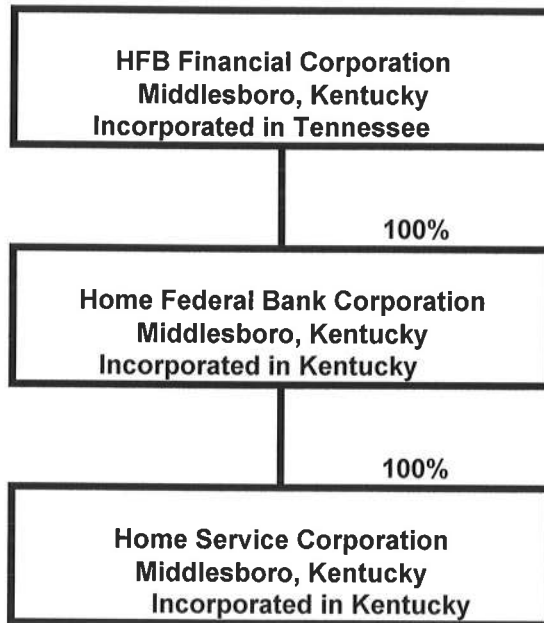 HFB Financial Corporation
Middlesboro, Kentucky
Incorporated in Tennessee
100%
Home Federal Bank Corporation
Middlesboro, Kentucky
Incorporated in Kentucky
100%
Home Service Corporation
Middlesboro, Kentucky
Incorporated in Kentucky